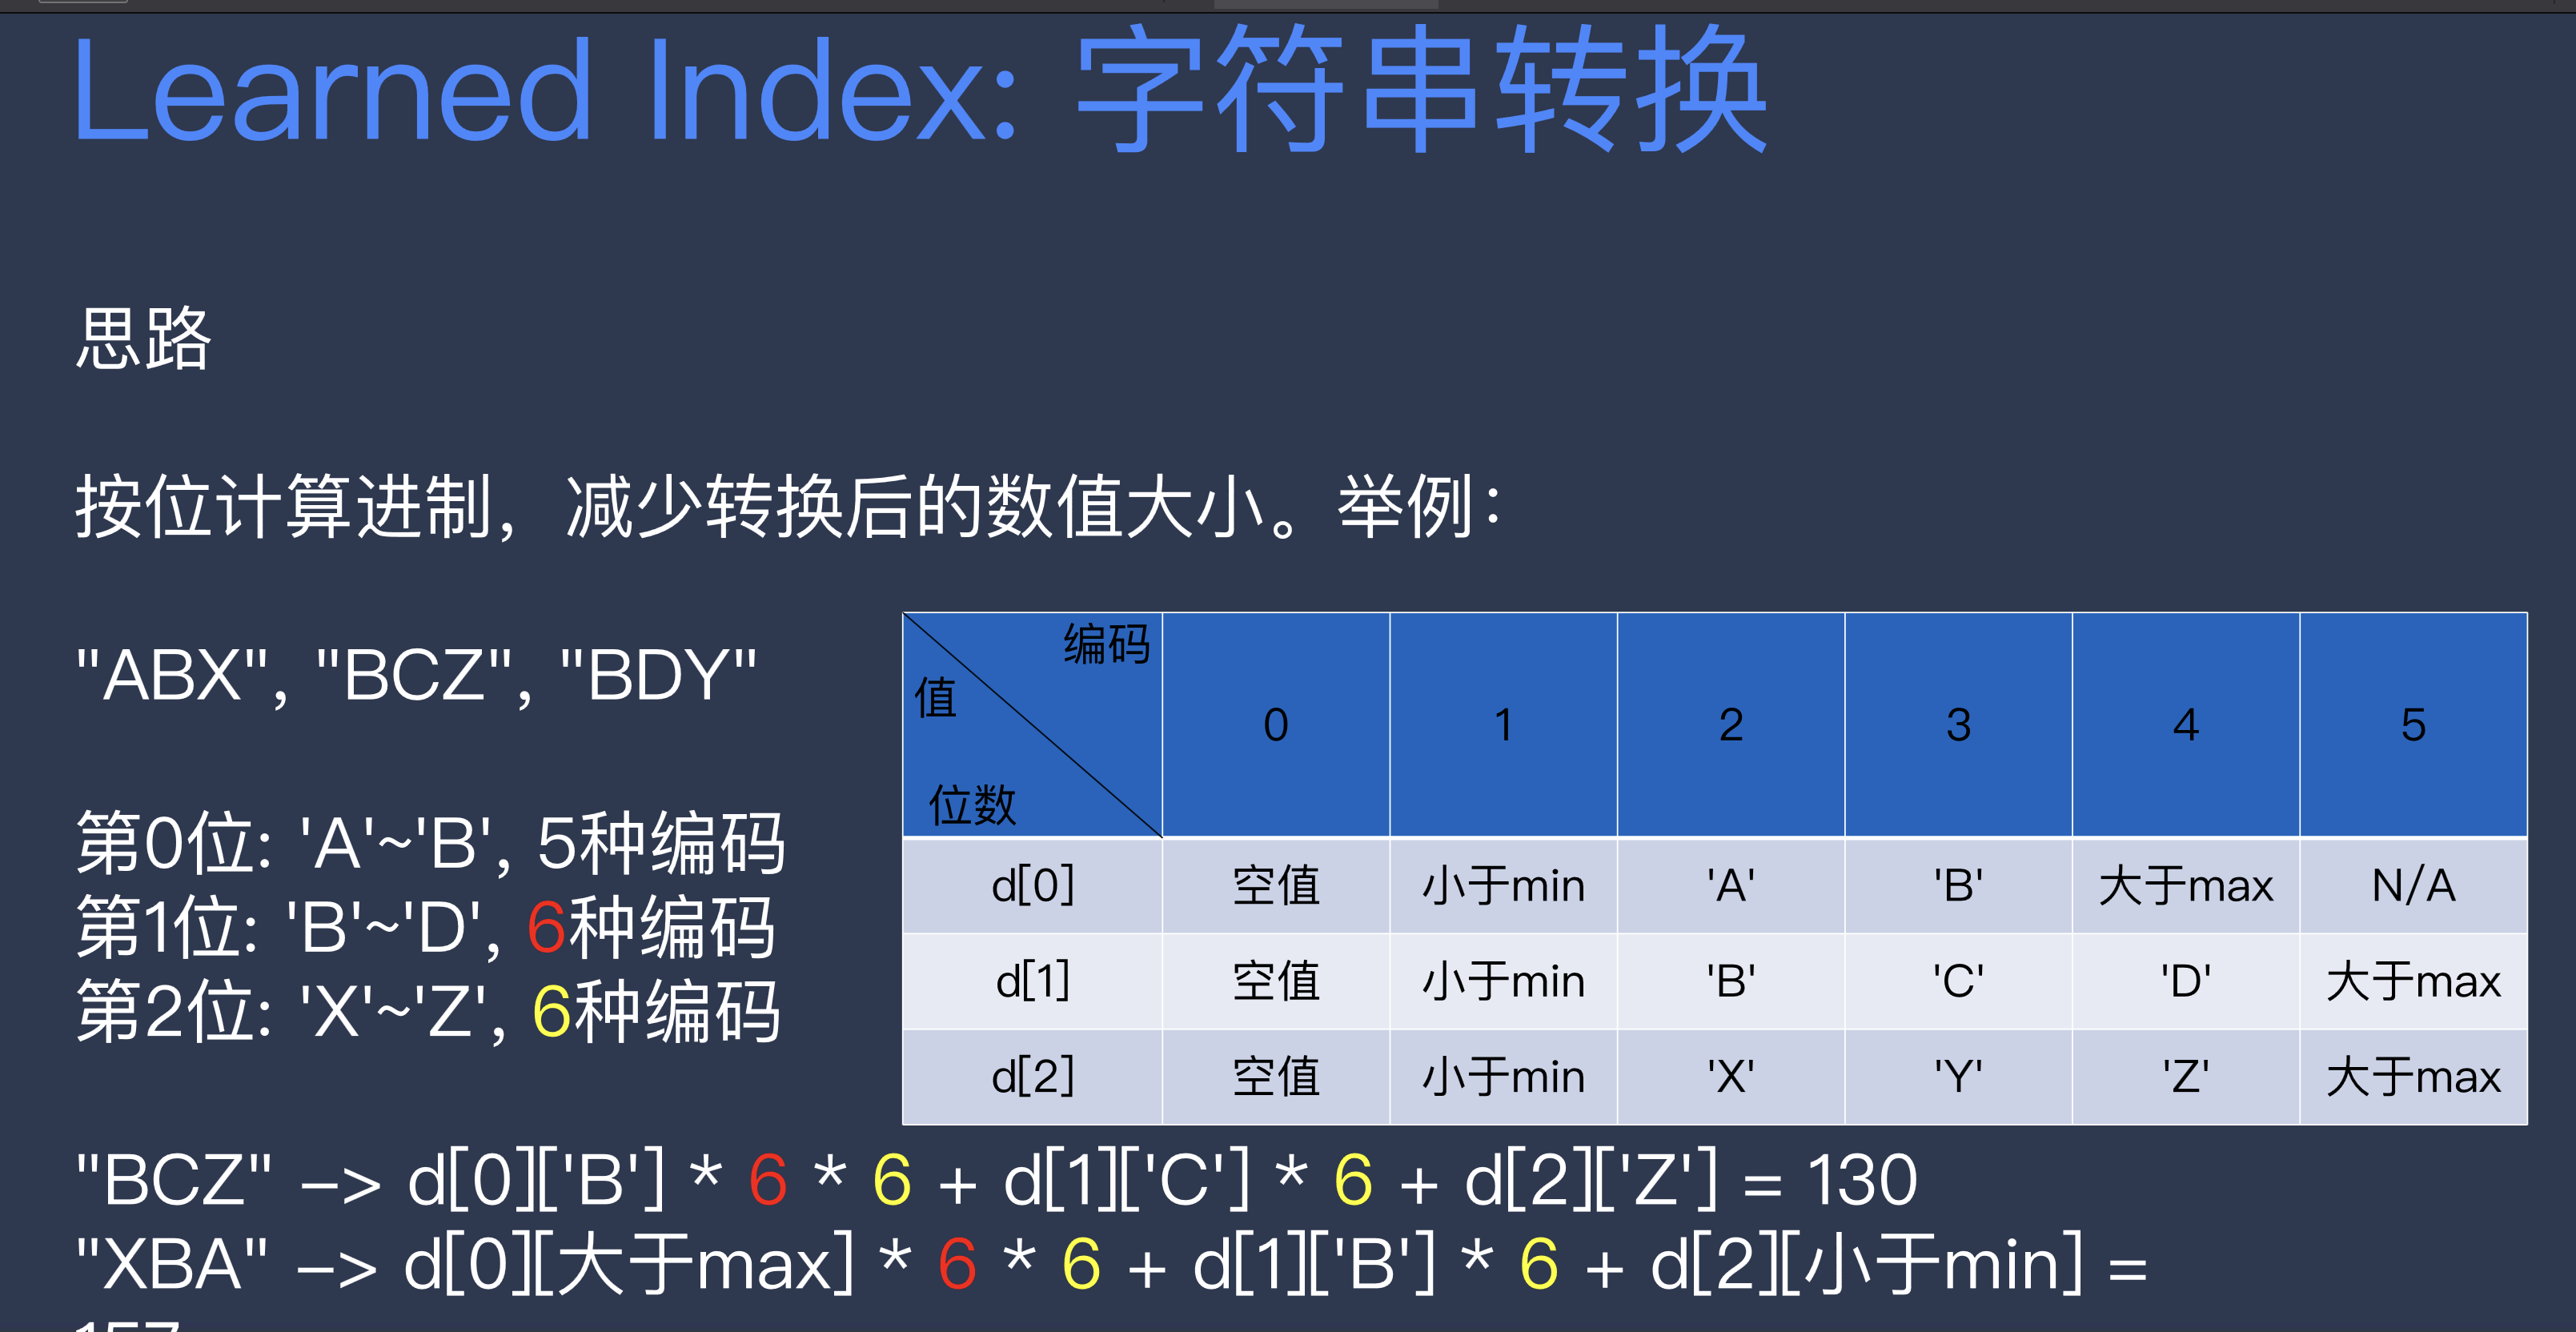 Learned Index: 字符串转换
思路
按位计算进制，减少转换后的数值大小。举例：
"ABX", "BCZ", "BDY"
第0位: 'A'~'B', 5种编码
第1位: 'B'~'D', 6种编码
第2位: 'X'~'Z', 6种编码
编码
值
位数
0 1 2 3 4 5
d[0] 空值 小于min 'A' 'B' 大于max N/A
d[1] 空值 小于min 'B' 'C' 'D' 大于max
d[2] 空值 小于min 'X' 'Y' 'Z' 大于max
"BCZ" -> d[0]['B'] * 6 * 6 + d[1]['C'] * 6 + d[2]['Z'] = 130
"XBA" -> d[0][大于max] * 6 * 6 + d[1]['B'] * 6 + d[2][小于min] =
157